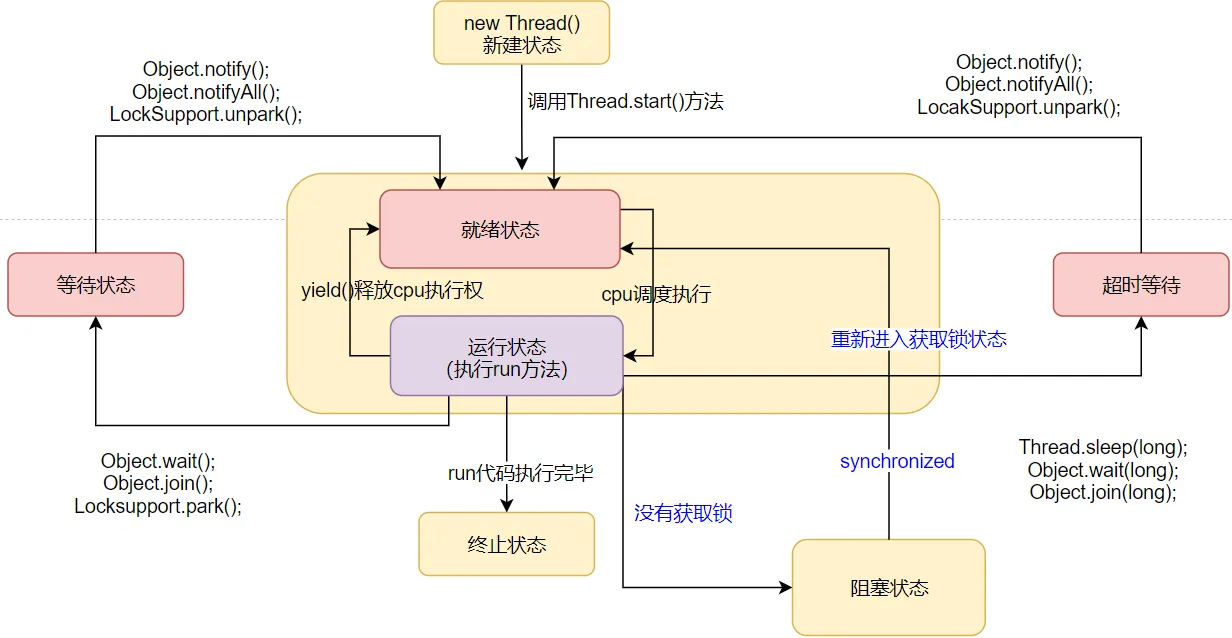 new Thread()
新建状态
Object.notify();
Object.notifyAll();
LockSupport.unpark();
调用Thread.start()方法
Object.notify();
Object.notifyAll();
LocakSupport.unpark();
就绪状态
等待状态
超时等待
yield()释放cpu执行权
cpu调度执行
运行状态
(执行run方法)
重新进入获取锁状态
Object.wait();
Object.join();
Locksupport.park();
run代码执行完毕
synchronized
Thread.sleep(long);
Object.wait(long);
Object.join(long);
没有获取锁
终止状态
阻塞状态